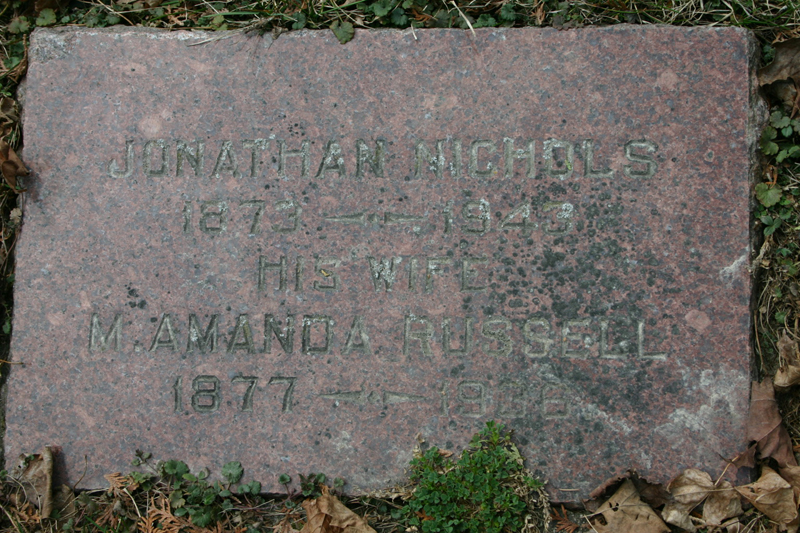 JONATHAN NICHOLS
1873 — 1943
HIS WIFE
M. AMANDA RUSSELL
1877 —